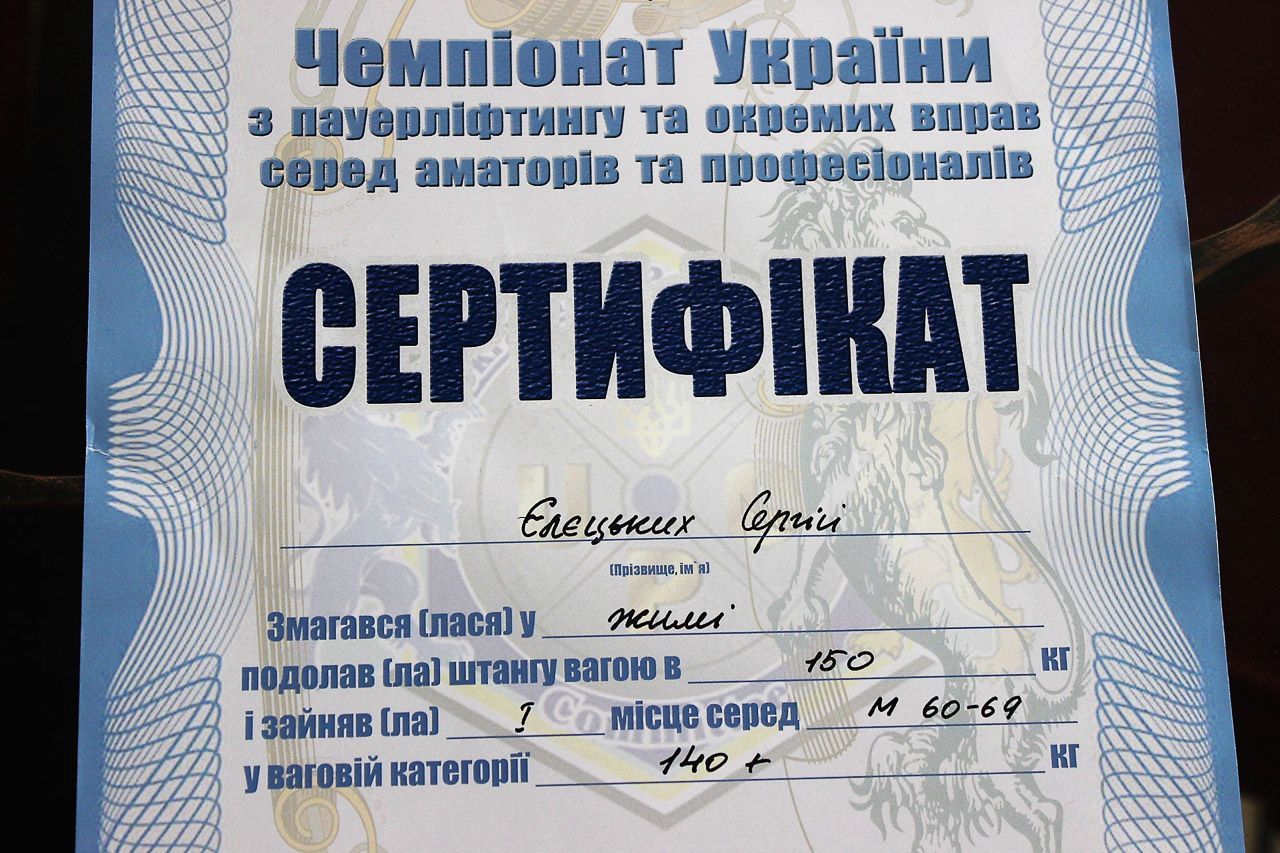 Чемпіонат України
з пауерліфтингу та окремих вправ
серед аматорів та професіоналів
СЕРТИФІКАТ
Єлєцьких Сергій
(Прізвище, ім`я)
Змагався (лася) у жимі
подолав (ла) штангу вагою в 150 кг
і зайняв (ла) I місце серед М 60-69
у ваговій категорії 140 + кг